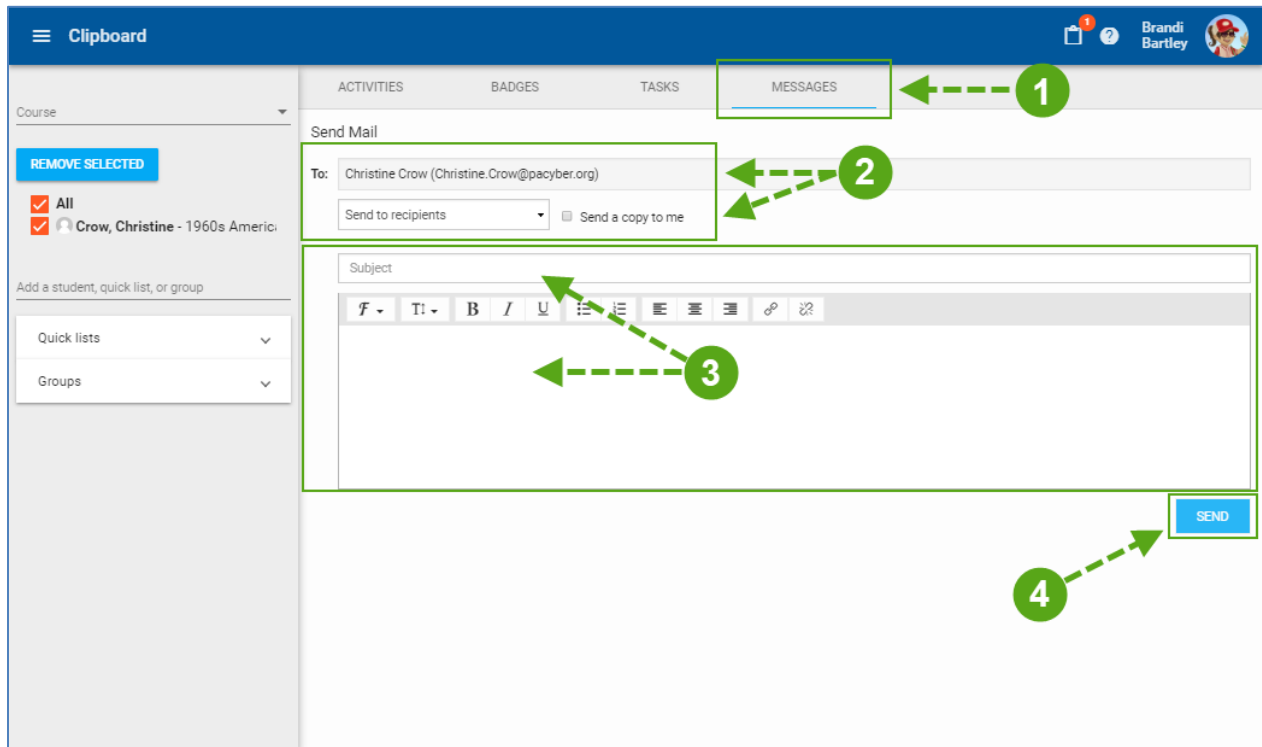 Clipboard
1
Brandi
Bartley
ACTIVITIES BADGES TASKS MESSAGES
1
Course
Send Mail
REMOVE SELECTED
To: Christine Crow (Christine.Crow@pacyber.org)
2
All
Send to recipients Send a copy to me
Crow, Christine - 1960s America
Subject
Add a student, quick list, or group
F T B I U
Quick lists
3
Groups
SEND
4